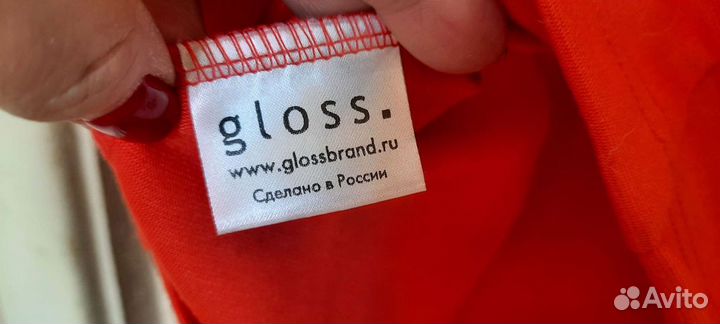 gloss.
www.glossbrand.ru
Сделано в России
Avito